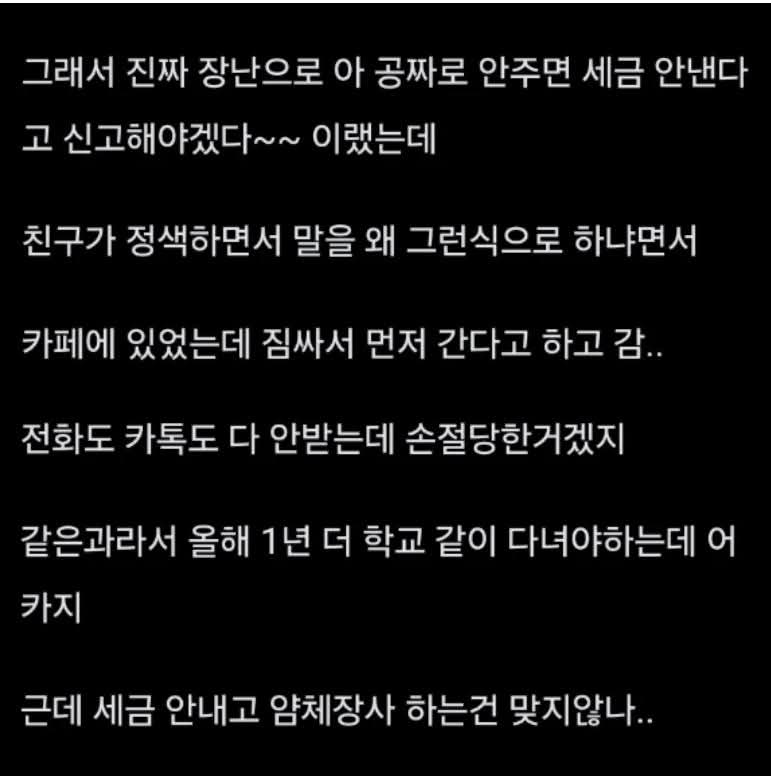 그래서 진짜 장난으로 아 공짜로 안주면 세금 안낸다
고 신고해야겠다~~ 이랬는데
친구가 정색하면서 말을 왜 그런식으로 하냐면서
카페에 있었는데 짐싸서 먼저 간다고 하고 감..
전화도 카톡도 다 안받는데 손절당한거겠지
같은과라서 올해 1년 더 학교 같이 다녀야하는데 어
카지
근데 세금 안내고 얌체장사 하는건 맞지않나..